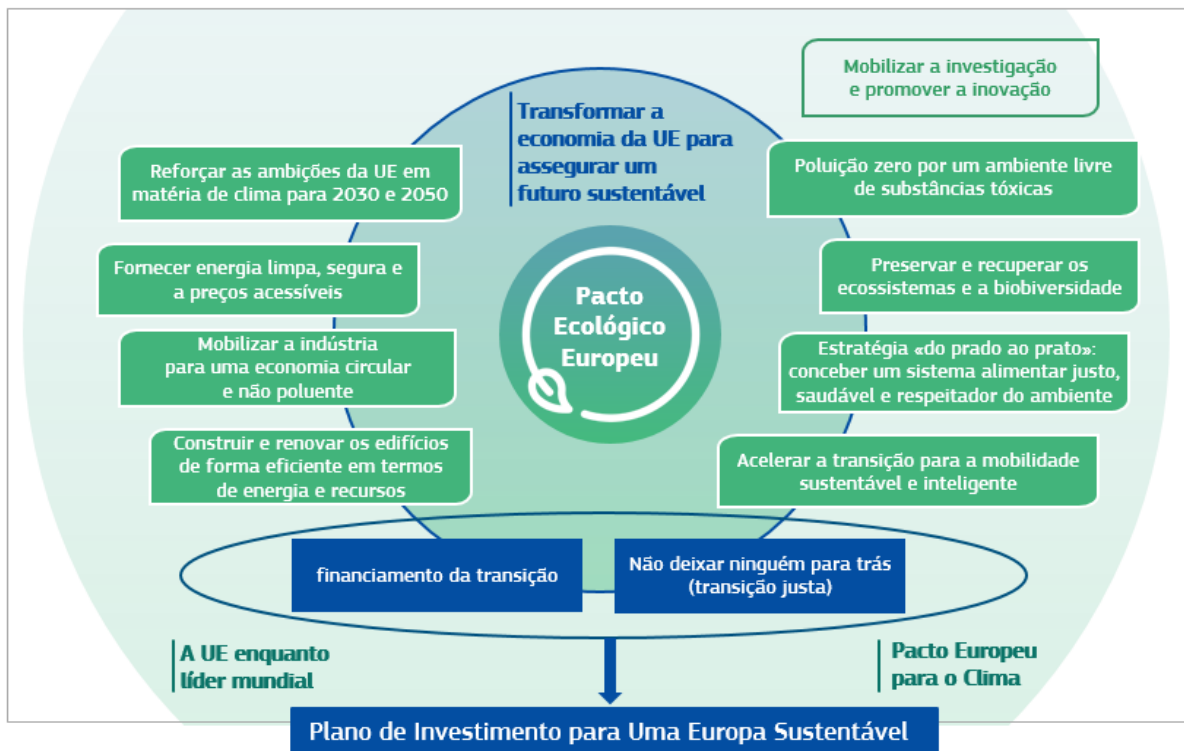 Mobilizar a investigação
e promover a inovação
Transformar a
economia da UE para
assegurar um
futuro sustentável
Reforçar as ambições da UE em
matéria de clima para 2030 e 2050
Fornecer energia limpa, segura e
a preços acessíveis
Mobilizar a indústria
para uma economia circular
e não poluente
Construir e renovar os edifícios
de forma eficiente em termos
de energia e recursos
Pacto
Ecológico
Europeu
Poluição zero por um ambiente livre
de substâncias tóxicas
Preservar e recuperar os
ecossistemas e a biobiversidade
Estratégia «do prado ao prato»:
conceber um sistema alimentar justo,
saudável e respeitador do ambiente
Acelerar a transição para a mobilidade
sustentável e inteligente
financiamento da transição
Não deixar ninguém para trás
(transição justa)
A UE enquanto
líder mundial
Pacto Europeu
para o Clima
Plano de Investimento para Uma Europa Sustentável